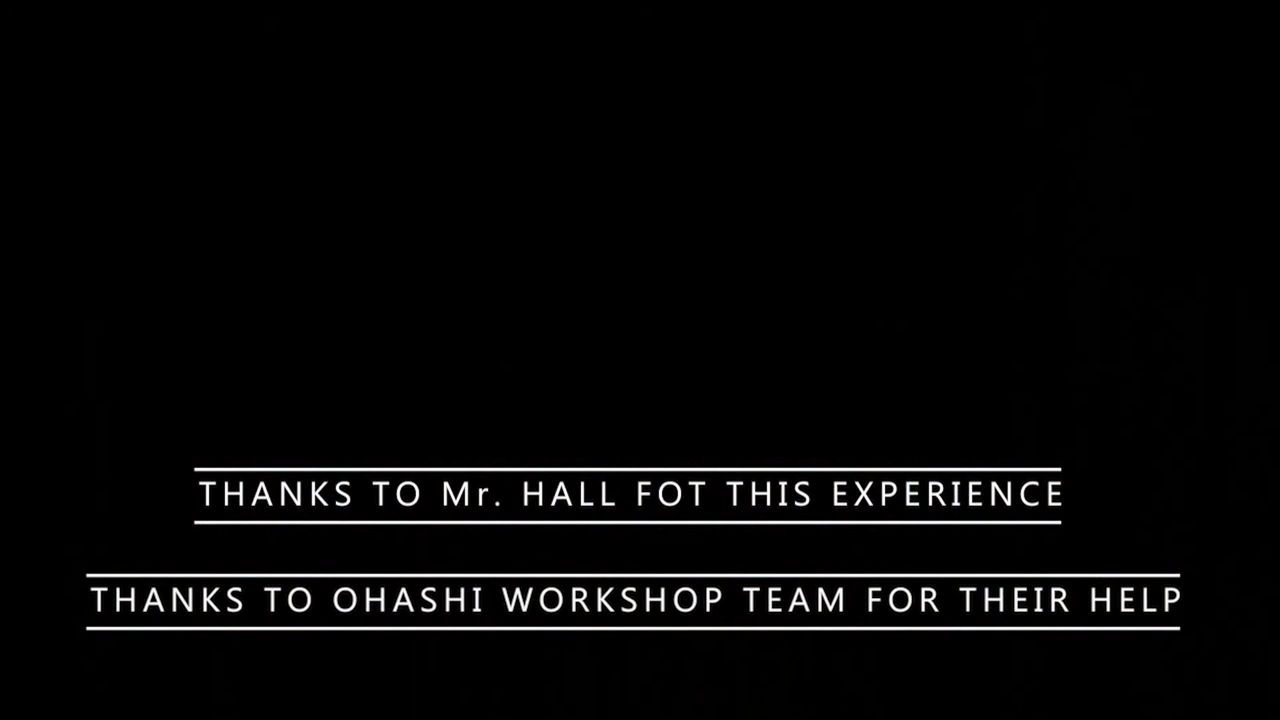 THANKS TO Mr. HALL FOT THIS EXPERIENCE
THANKS TO OHASHI WORKSHOP TEAM FOR THEIR HELP